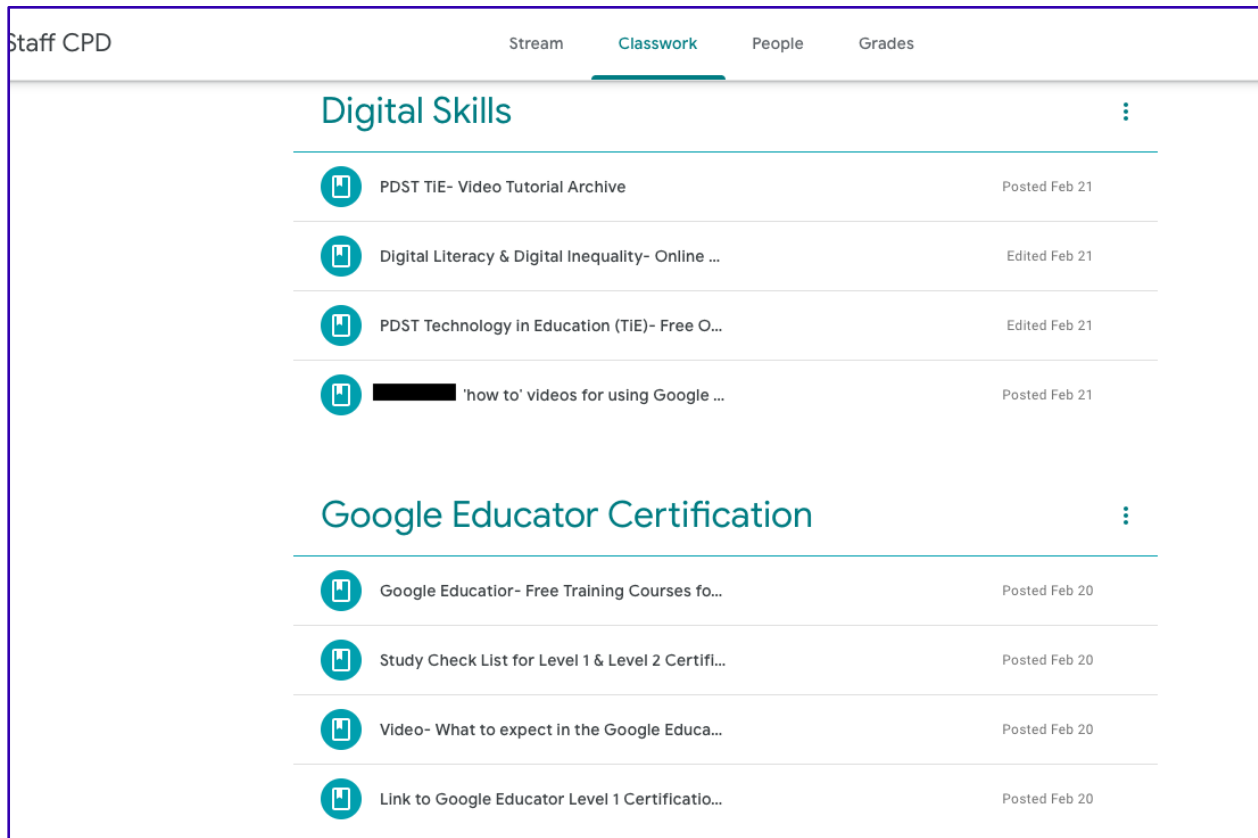 Staff CPD
Stream Classwork People Grades
Digital Skills
PDST TiE- Video Tutorial Archive Posted Feb 21
Digital Literacy & Digital Inequality- Online ... Edited Feb 21
PDST Technology in Education (TiE)- Free O... Edited Feb 21
'how to' videos for using Google ... Posted Feb 21
Google Educator Certification
Google Educatior- Free Training Courses fo... Posted Feb 20
Study Check List for Level 1 & Level 2 Certifi... Posted Feb 20
Video- What to expect in the Google Educa... Posted Feb 20
Link to Google Educator Level 1 Certificatio... Posted Feb 20